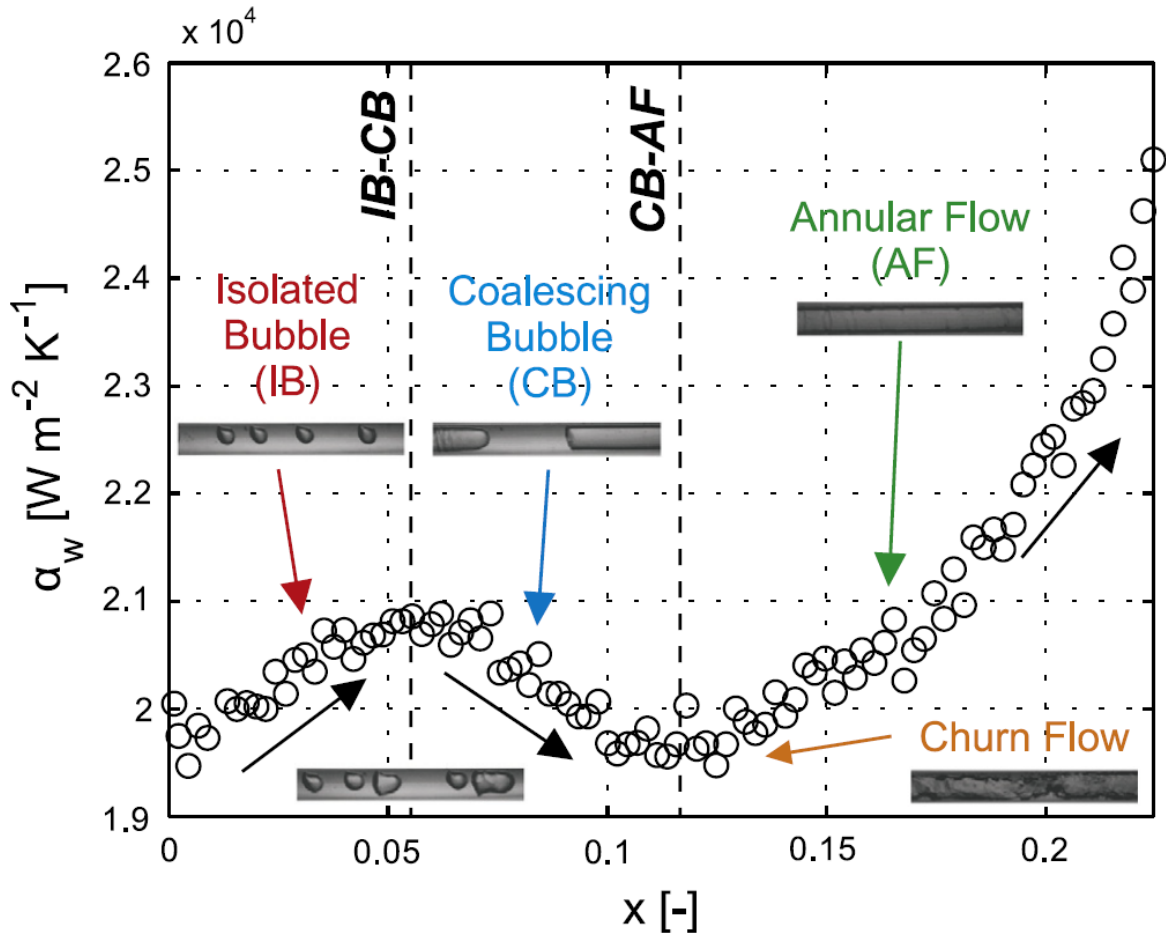 x 10⁴
2.6
2.5
2.4
2.3
2.2
2.1
2
1.9
α_w [W m⁻² K⁻¹]
IB-CB
CB-AF
Isolated
Bubble
(IB)
Coalescing
Bubble
(CB)
Annular Flow
(AF)
Churn Flow
0
0.05
0.1
0.15
0.2
x [-]